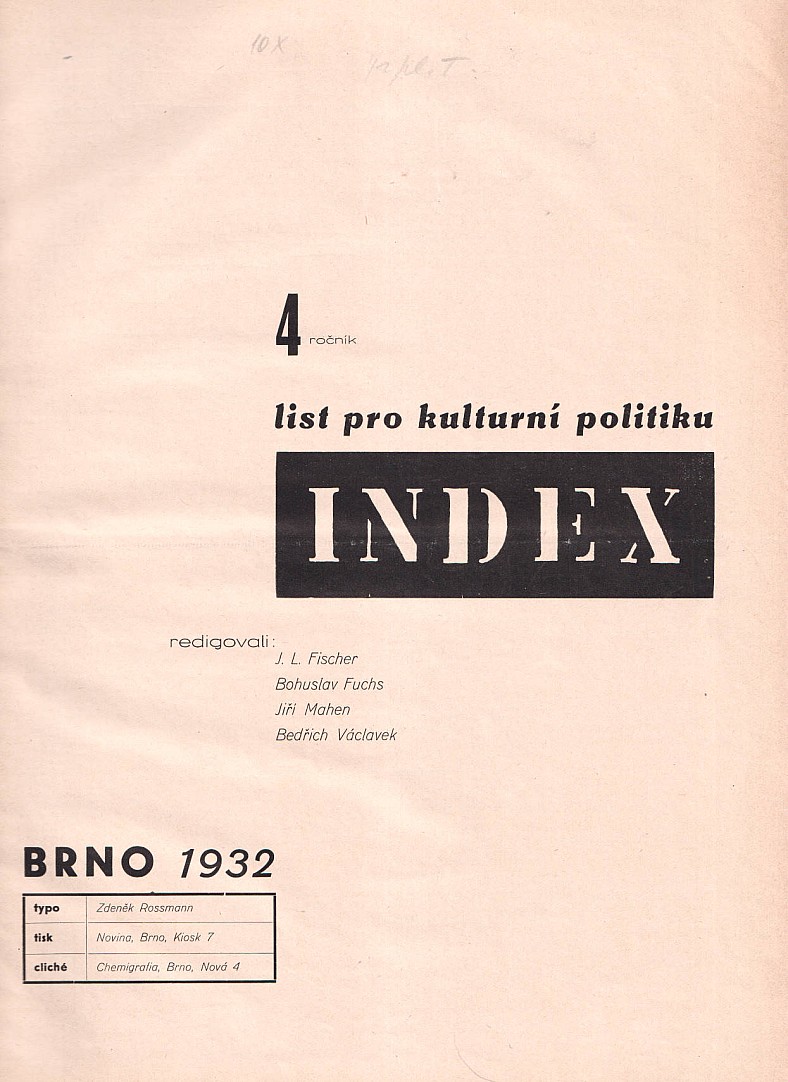 10x
4 ročník
list pro kulturní politiku
INDEX
redigovali:
J. L. Fischer
Bohuslav Fuchs
Jiří Mahen
Bedřich Václavek
BRNO 1932
typo Zdeněk Rossmann
tisk Novina, Brno, Kiosk 7
cliché Chemigrafia, Brno, Nová 4